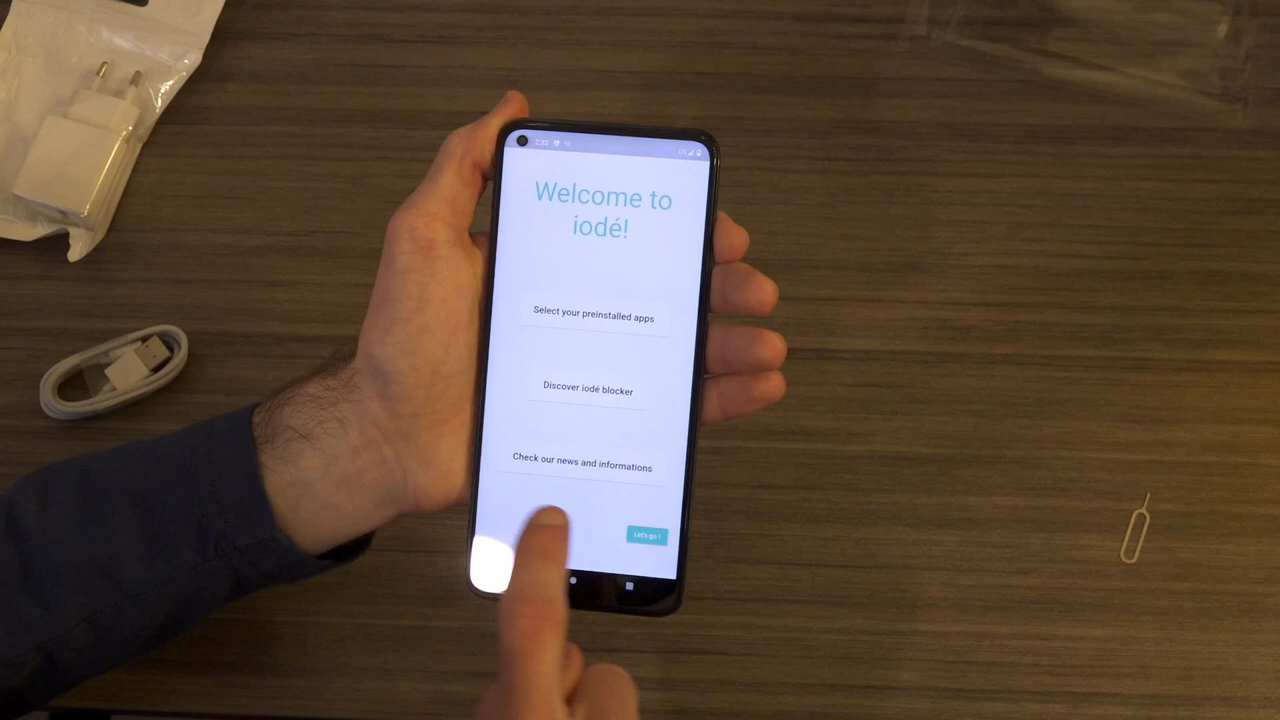 Welcome to
iodé!
Select your preinstalled apps
Discover iodé blocker
Check our news and informations
Let's go !